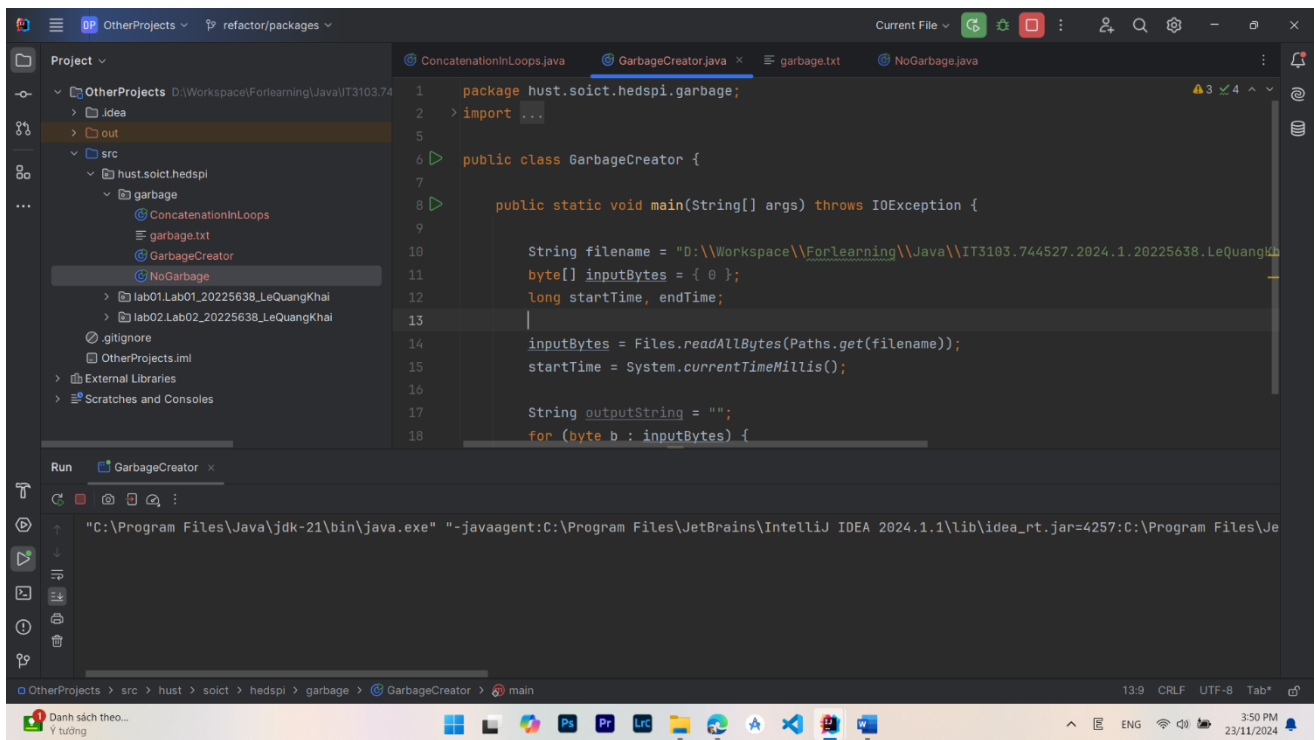 OP OtherProjects refactor/packages Current File
Project
ConcatenationInLoops.java GarbageCreator.java garbage.txt NoGarbage.java
OtherProjects D:\Workspace\Forlearning\Java\IT3103.74
.idea
out
src
hust.soict.hedspi
garbage
ConcatenationInLoops
garbage.txt
GarbageCreator
NoGarbage
lab01.Lab01_20225638_LeQuangKhai
lab02.Lab02_20225638_LeQuangKhai
.gitignore
OtherProjects.iml
External Libraries
Scratches and Consoles
3 4
1 package hust.soict.hedspi.garbage;
2 import ...
5
6 public class GarbageCreator {
7
8 public static void main(String[] args) throws IOException {
9
10 String filename = "D:\\Workspace\\Forlearning\\Java\\IT3103.744527.2024.1.20225638.LeQuangKh
11 byte[] inputBytes = { 0 };
12 long startTime, endTime;
13
14 inputBytes = Files.readAllBytes(Paths.get(filename));
15 startTime = System.currentTimeMillis();
16
17 String outputString = "";
18 for (byte b : inputBytes) {
Run GarbageCreator
"C:\Program Files\Java\jdk-21\bin\java.exe" "-javaagent:C:\Program Files\JetBrains\IntelliJ IDEA 2024.1.1\lib\idea_rt.jar=4257:C:\Program Files\Je
OtherProjects > src > hust > soict > hedspi > garbage > GarbageCreator > main 13:9 CRLF UTF-8 Tab*
1 Danh sách theo...
Ý tưởng
Ps Pr Lrc
ENG
3:50 PM
23/11/2024